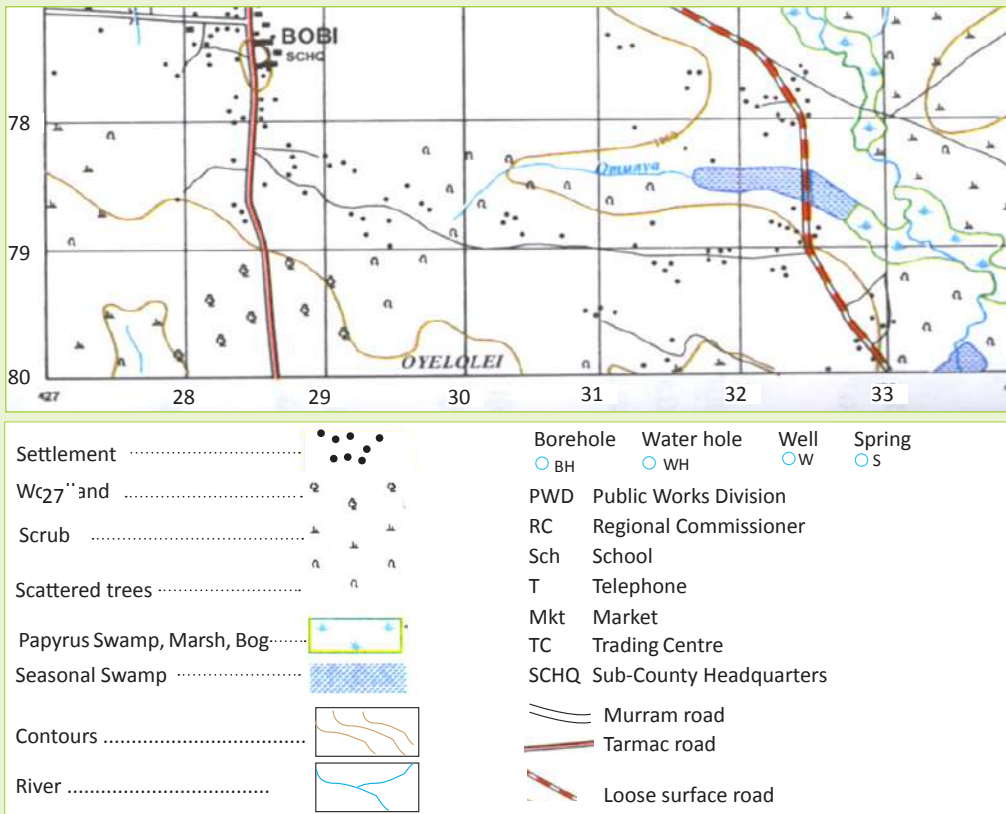 BOBI
SCHQ
78
Omunya
79
OYELOLEI
80
427 28 29 30 31 32 33
Settlement
27
Scrub
Scattered trees
Papyrus Swamp, Marsh, Bog
Seasonal Swamp
Contours
River
Borehole Water hole Well Spring
BH WH W S
PWD Public Works Division
RC Regional Commissioner
Sch School
T Telephone
Mkt Market
TC Trading Centre
SCHQ Sub-County Headquarters
Murram road
Tarmac road
Loose surface road